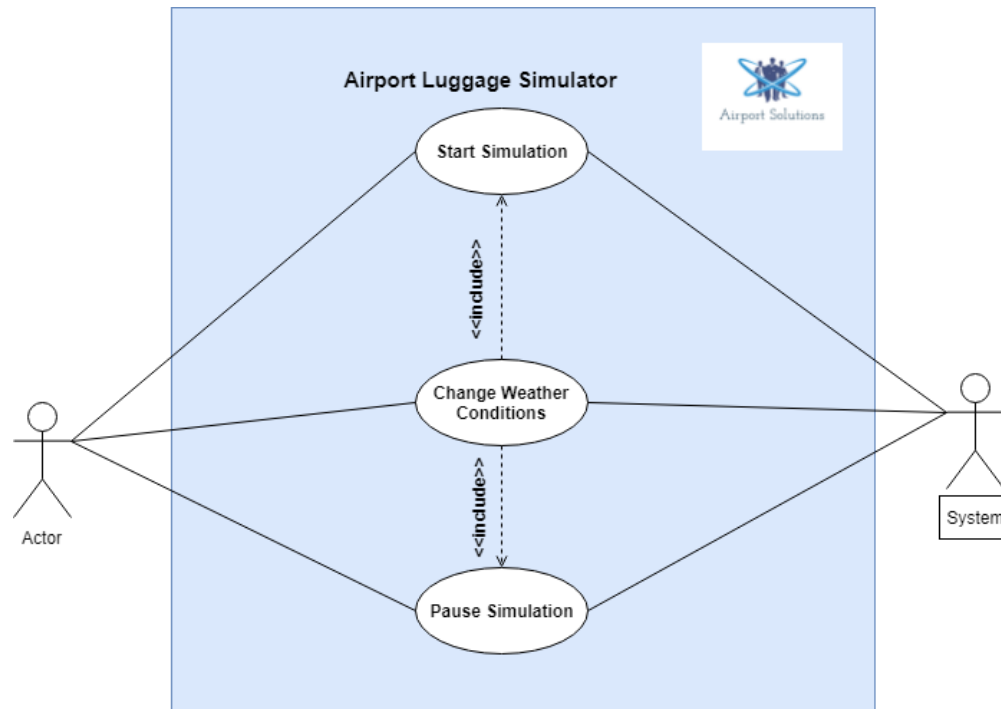 Airport Luggage Simulator
Airport Solutions
Start Simulation
<<include>>
Change Weather
Conditions
<<include>>
Pause Simulation
Actor
System